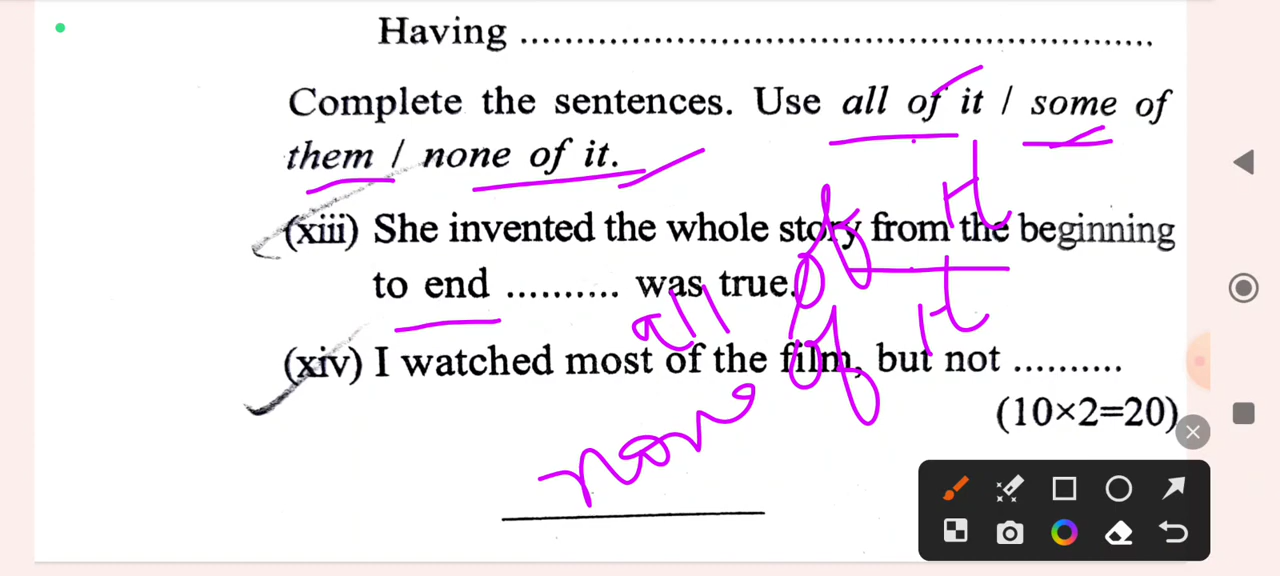 Having ..........................................................
Complete the sentences. Use all of it / some of
them / none of it.
(xiii) She invented the whole story from the beginning
to end .......... was true.
all of it
(xiv) I watched most of the film, but not ..........
none of it
(10×2=20)